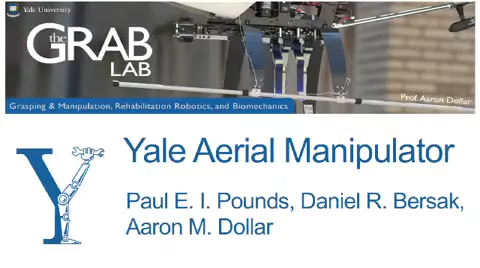 Yale University
the
GRAB
LAB
Grasping & Manipulation, Rehabilitation Robotics, and Biomechanics
Prof. Aaron Dollar
Yale Aerial Manipulator
Paul E. I. Pounds, Daniel R. Bersak,
Aaron M. Dollar